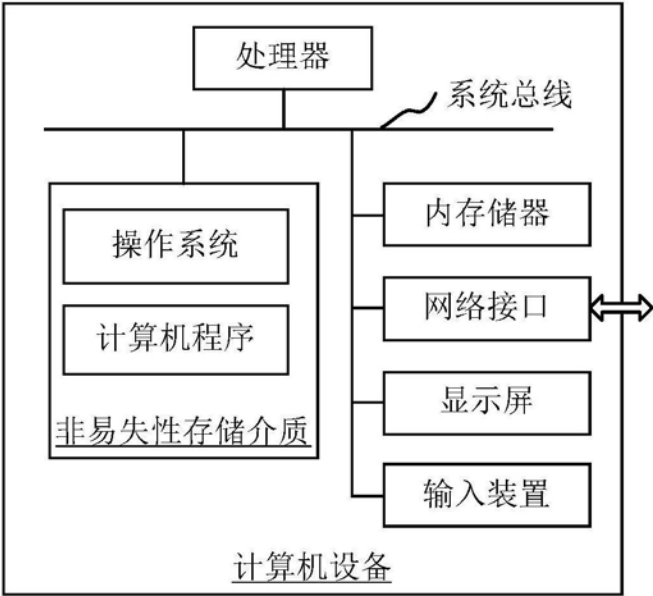 处理器
系统总线
操作系统
计算机程序
非易失性存储介质
内存储器
网络接口
显示屏
输入装置
计算机设备